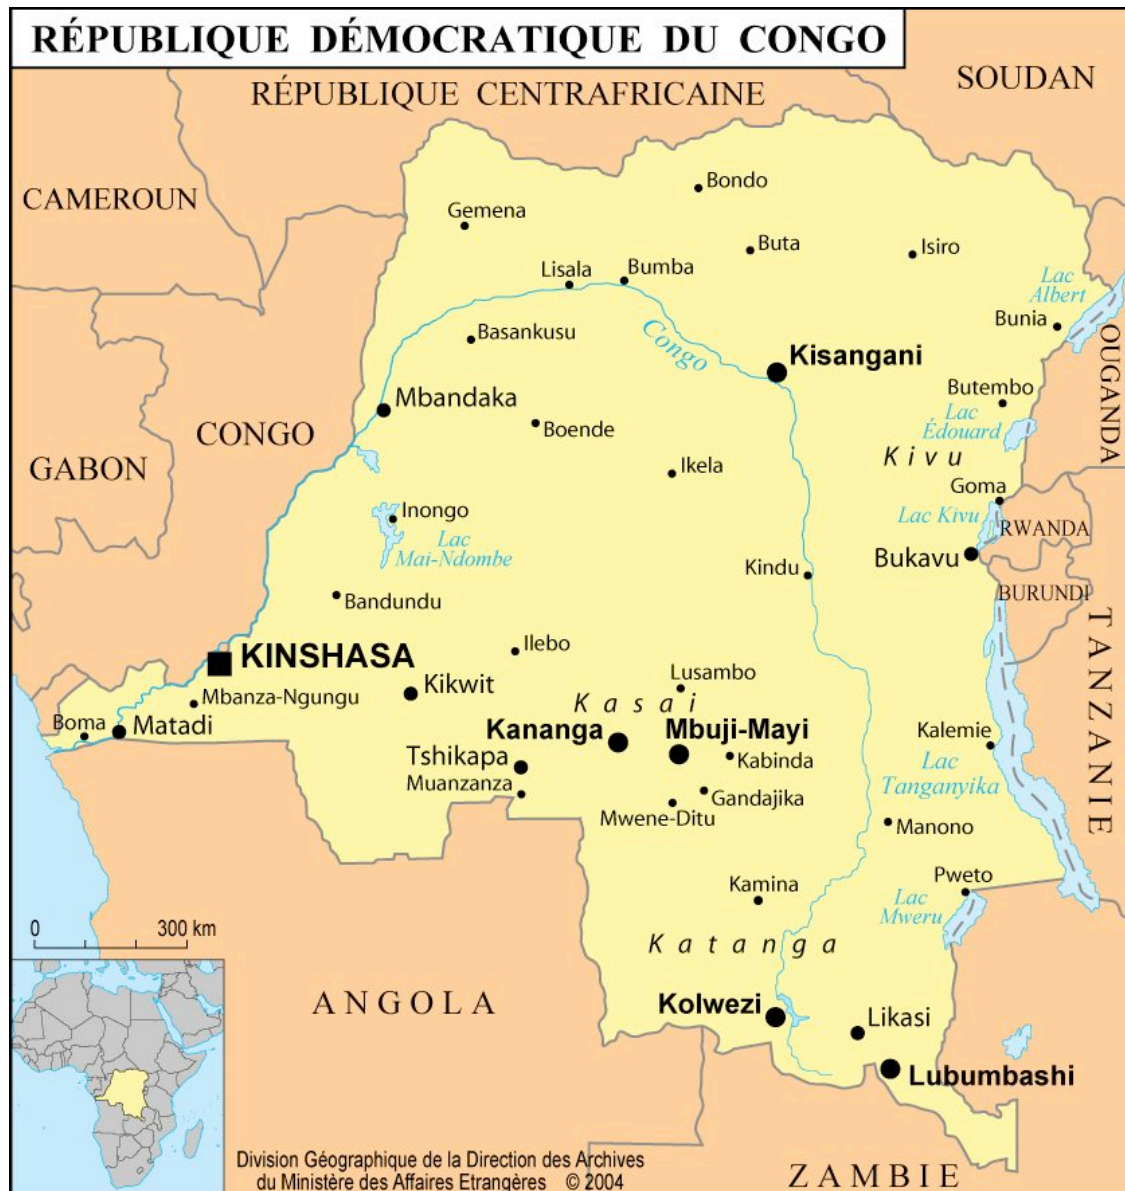 RÉPUBLIQUE DÉMOCRATIQUE DU CONGO
SOUDAN
RÉPUBLIQUE CENTRAFRICAINE
CAMEROUN
Bondo
Gemena
Buta
Isiro
Lisala
Bumba
Lac
Albert
Bunia
Basankusu
Congo
Kisangani
OUGANDA
Butembo
Mbandaka
Lac
Édouard
Boende
CONGO
GABON
Kivu
Ikela
Goma
Inongo
Lac Kivu
RWANDA
Lac
Mai-Ndombe
Bukavu
Kindu
BURUNDI
Bandundu
TANZANIE
Ilebo
KINSHASA
Lusambo
Kikwit
Mbanza-Ngungu
Kasai
Boma
Matadi
Kananga
Mbuji-Mayi
Kalemie
Tshikapa
Kabinda
Lac
Tanganyika
Muanzanza
Gandajika
Mwene-Ditu
Manono
Pweto
Kamina
Lac
Mweru
0 300 km
Katanga
ANGOLA
Kolwezi
Likasi
Lubumbashi
Division Géographique de la Direction des Archives
du Ministère des Affaires Etrangères © 2004
ZAMBIE